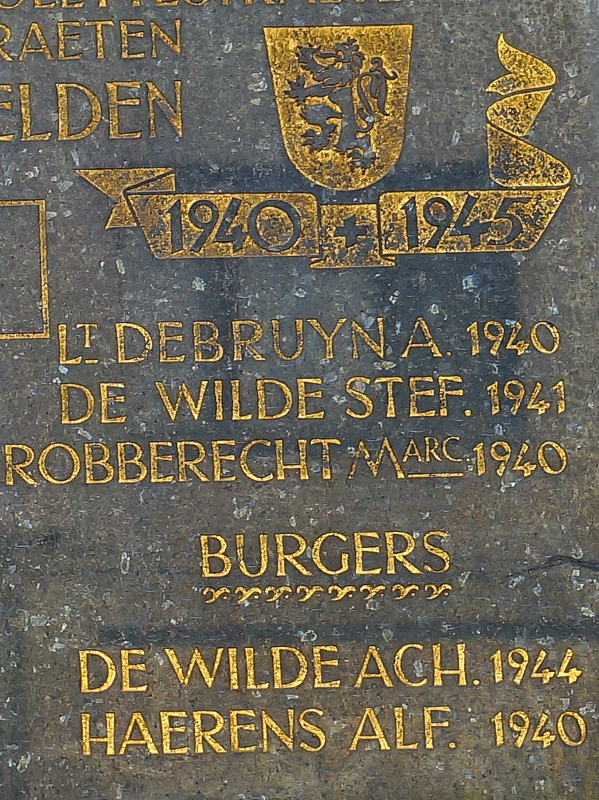 RAETEN
ELDEN
1940 + 1945
LT DEBRUYN A. 1940
DE WILDE STEF. 1941
ROBBERECHT MARC. 1940
BURGERS
DE WILDE ACH. 1944
HAERENS ALF. 1940